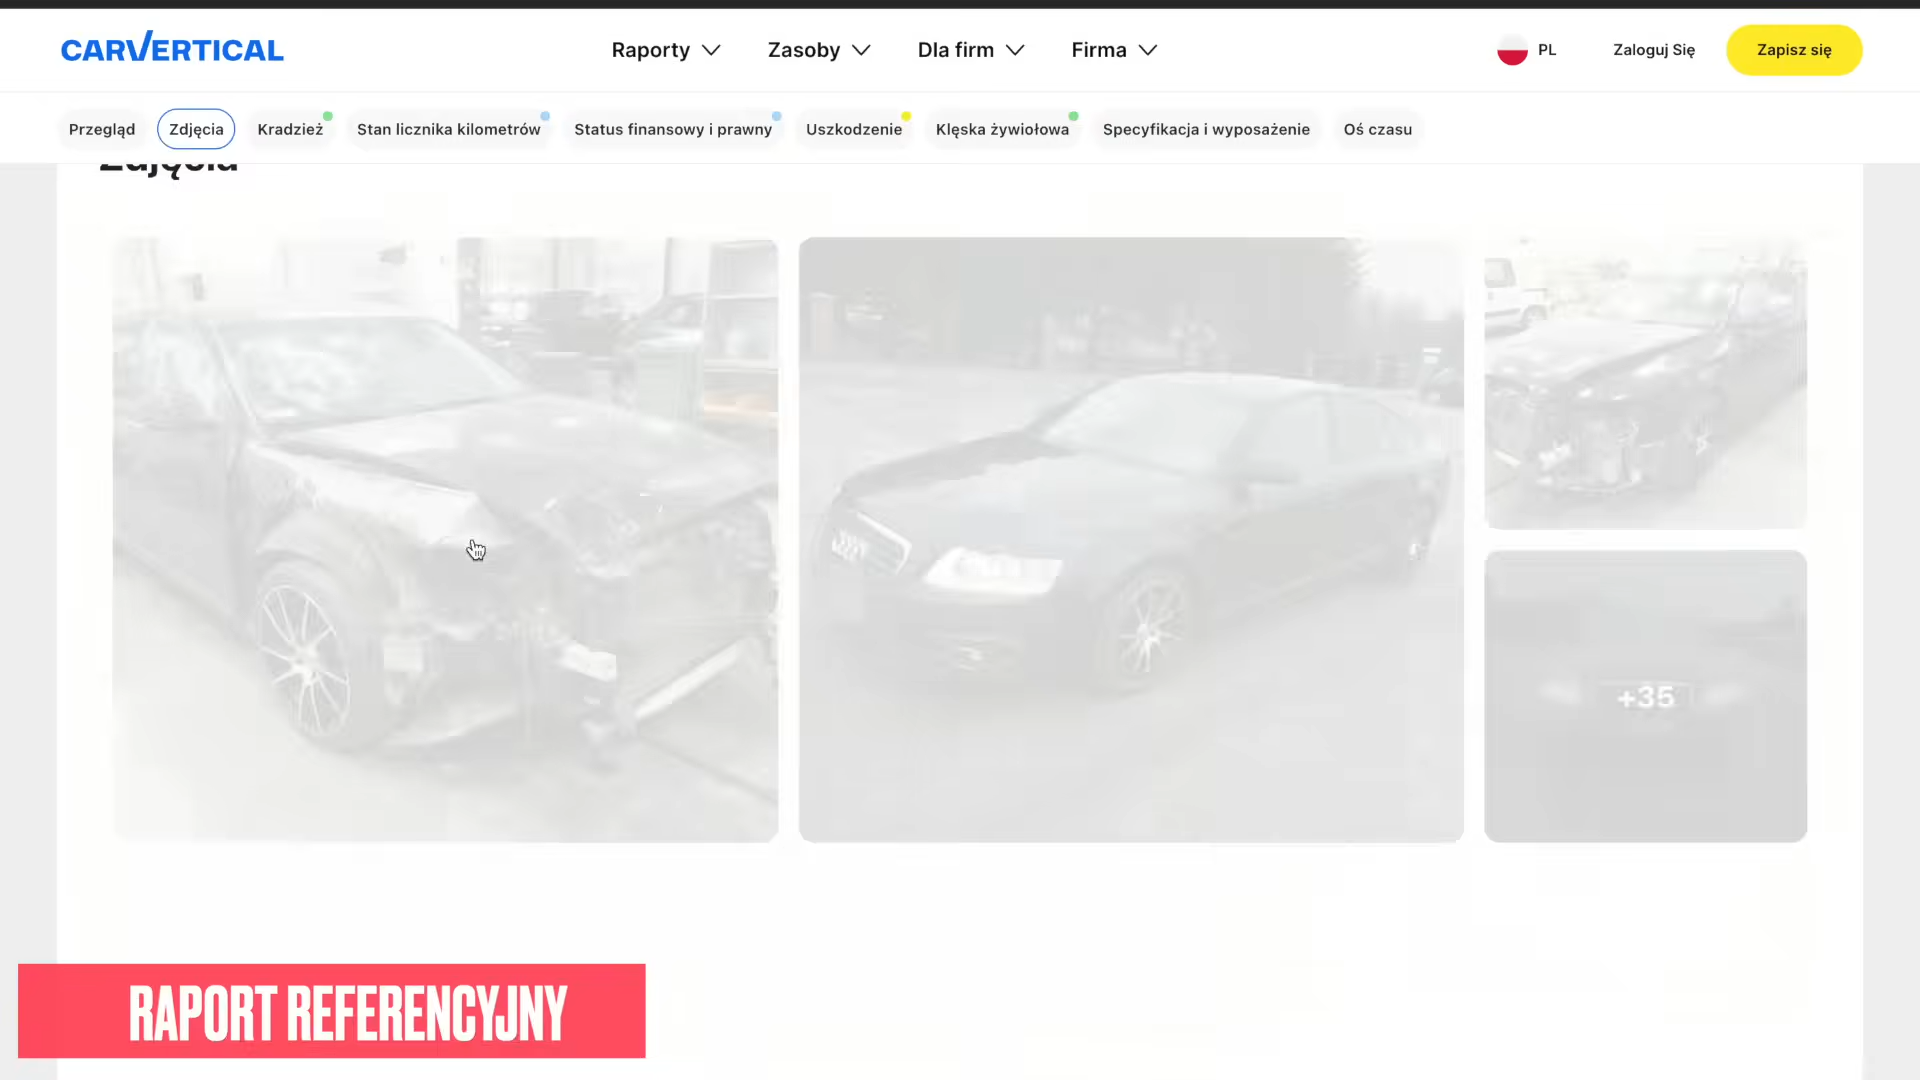 CARVERTICAL
Raporty
Zasoby
Dla firm
Firma
PL
Zaloguj Się
Zapisz się
Przegląd
Zdjęcia
Kradzież
Stan licznika kilometrów
Status finansowy i prawny
Uszkodzenie
Klęska żywiołowa
Specyfikacja i wyposażenie
Oś czasu
Zdjęcia
+35
RAPORT REFERENCYJNY